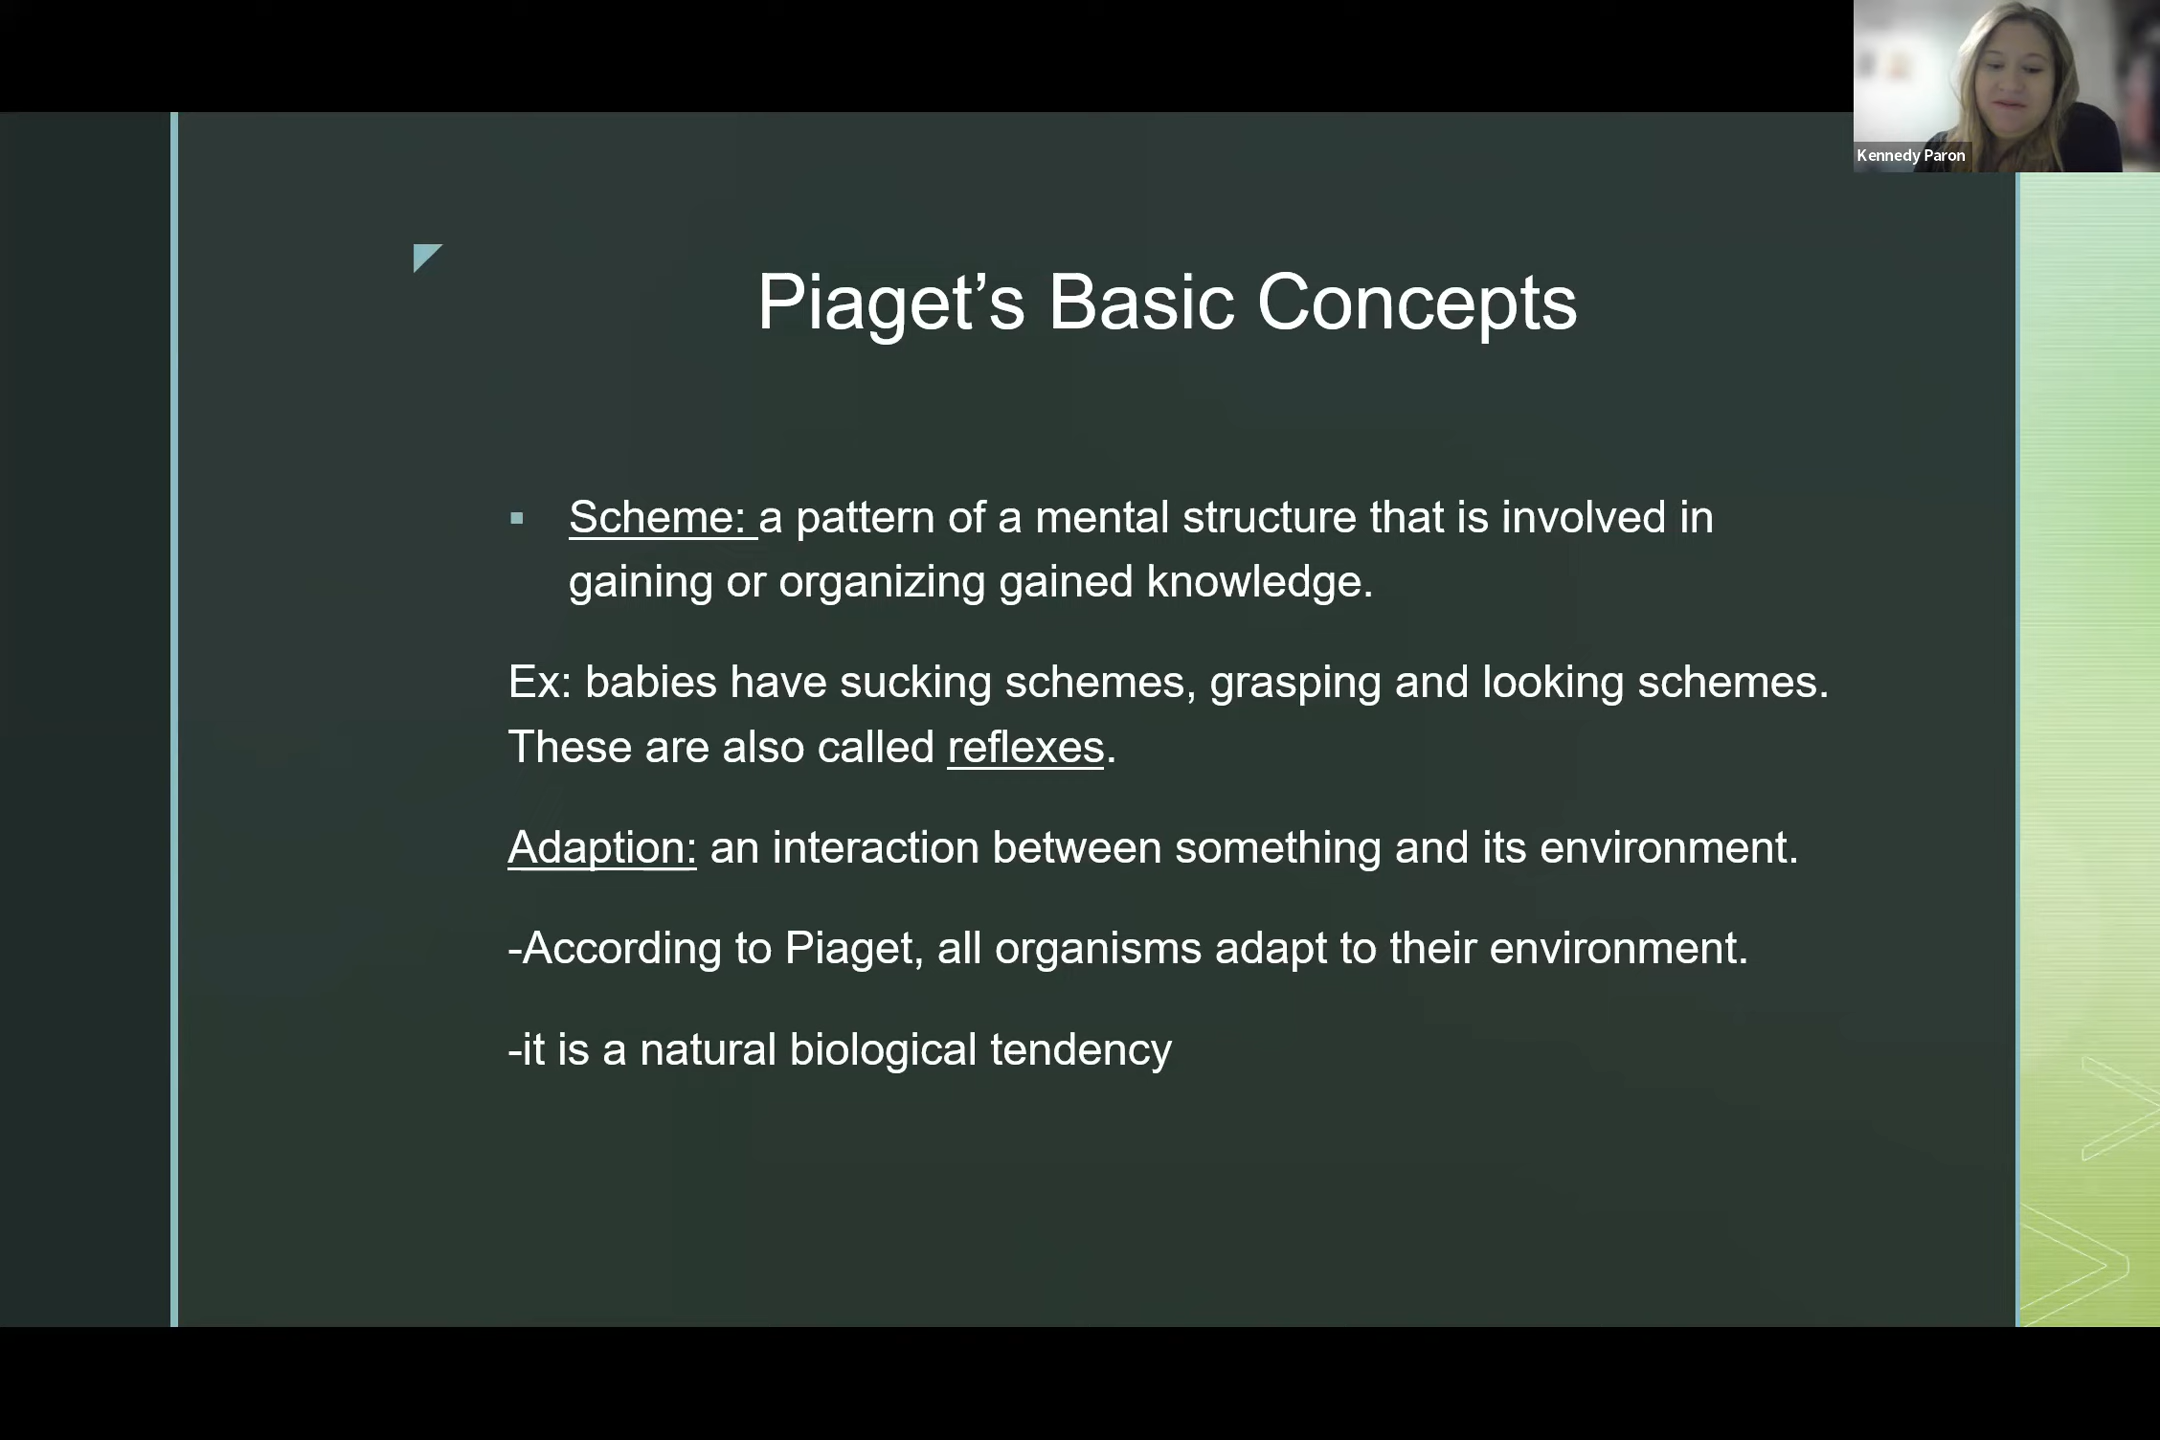 Kennedy Paron
Piaget’s Basic Concepts
▪ Scheme: a pattern of a mental structure that is involved in
gaining or organizing gained knowledge.
Ex: babies have sucking schemes, grasping and looking schemes.
These are also called reflexes.
Adaption: an interaction between something and its environment.
-According to Piaget, all organisms adapt to their environment.
-it is a natural biological tendency